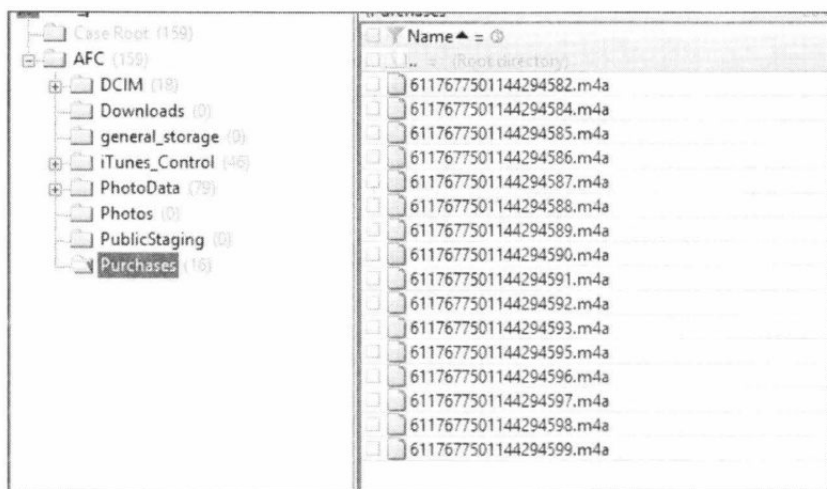 Case Root (159)
AFC (159)
DCIM (18)
Downloads (0)
general_storage (0)
iTunes_Control (46)
PhotoData (79)
Photos (0)
PublicStaging (0)
Purchases (16)
\Purchases
Name =
.. = (Root directory)
6117677501144294582.m4a
6117677501144294584.m4a
6117677501144294585.m4a
6117677501144294586.m4a
6117677501144294587.m4a
6117677501144294588.m4a
6117677501144294589.m4a
6117677501144294590.m4a
6117677501144294591.m4a
6117677501144294592.m4a
6117677501144294593.m4a
6117677501144294595.m4a
6117677501144294596.m4a
6117677501144294597.m4a
6117677501144294598.m4a
6117677501144294599.m4a